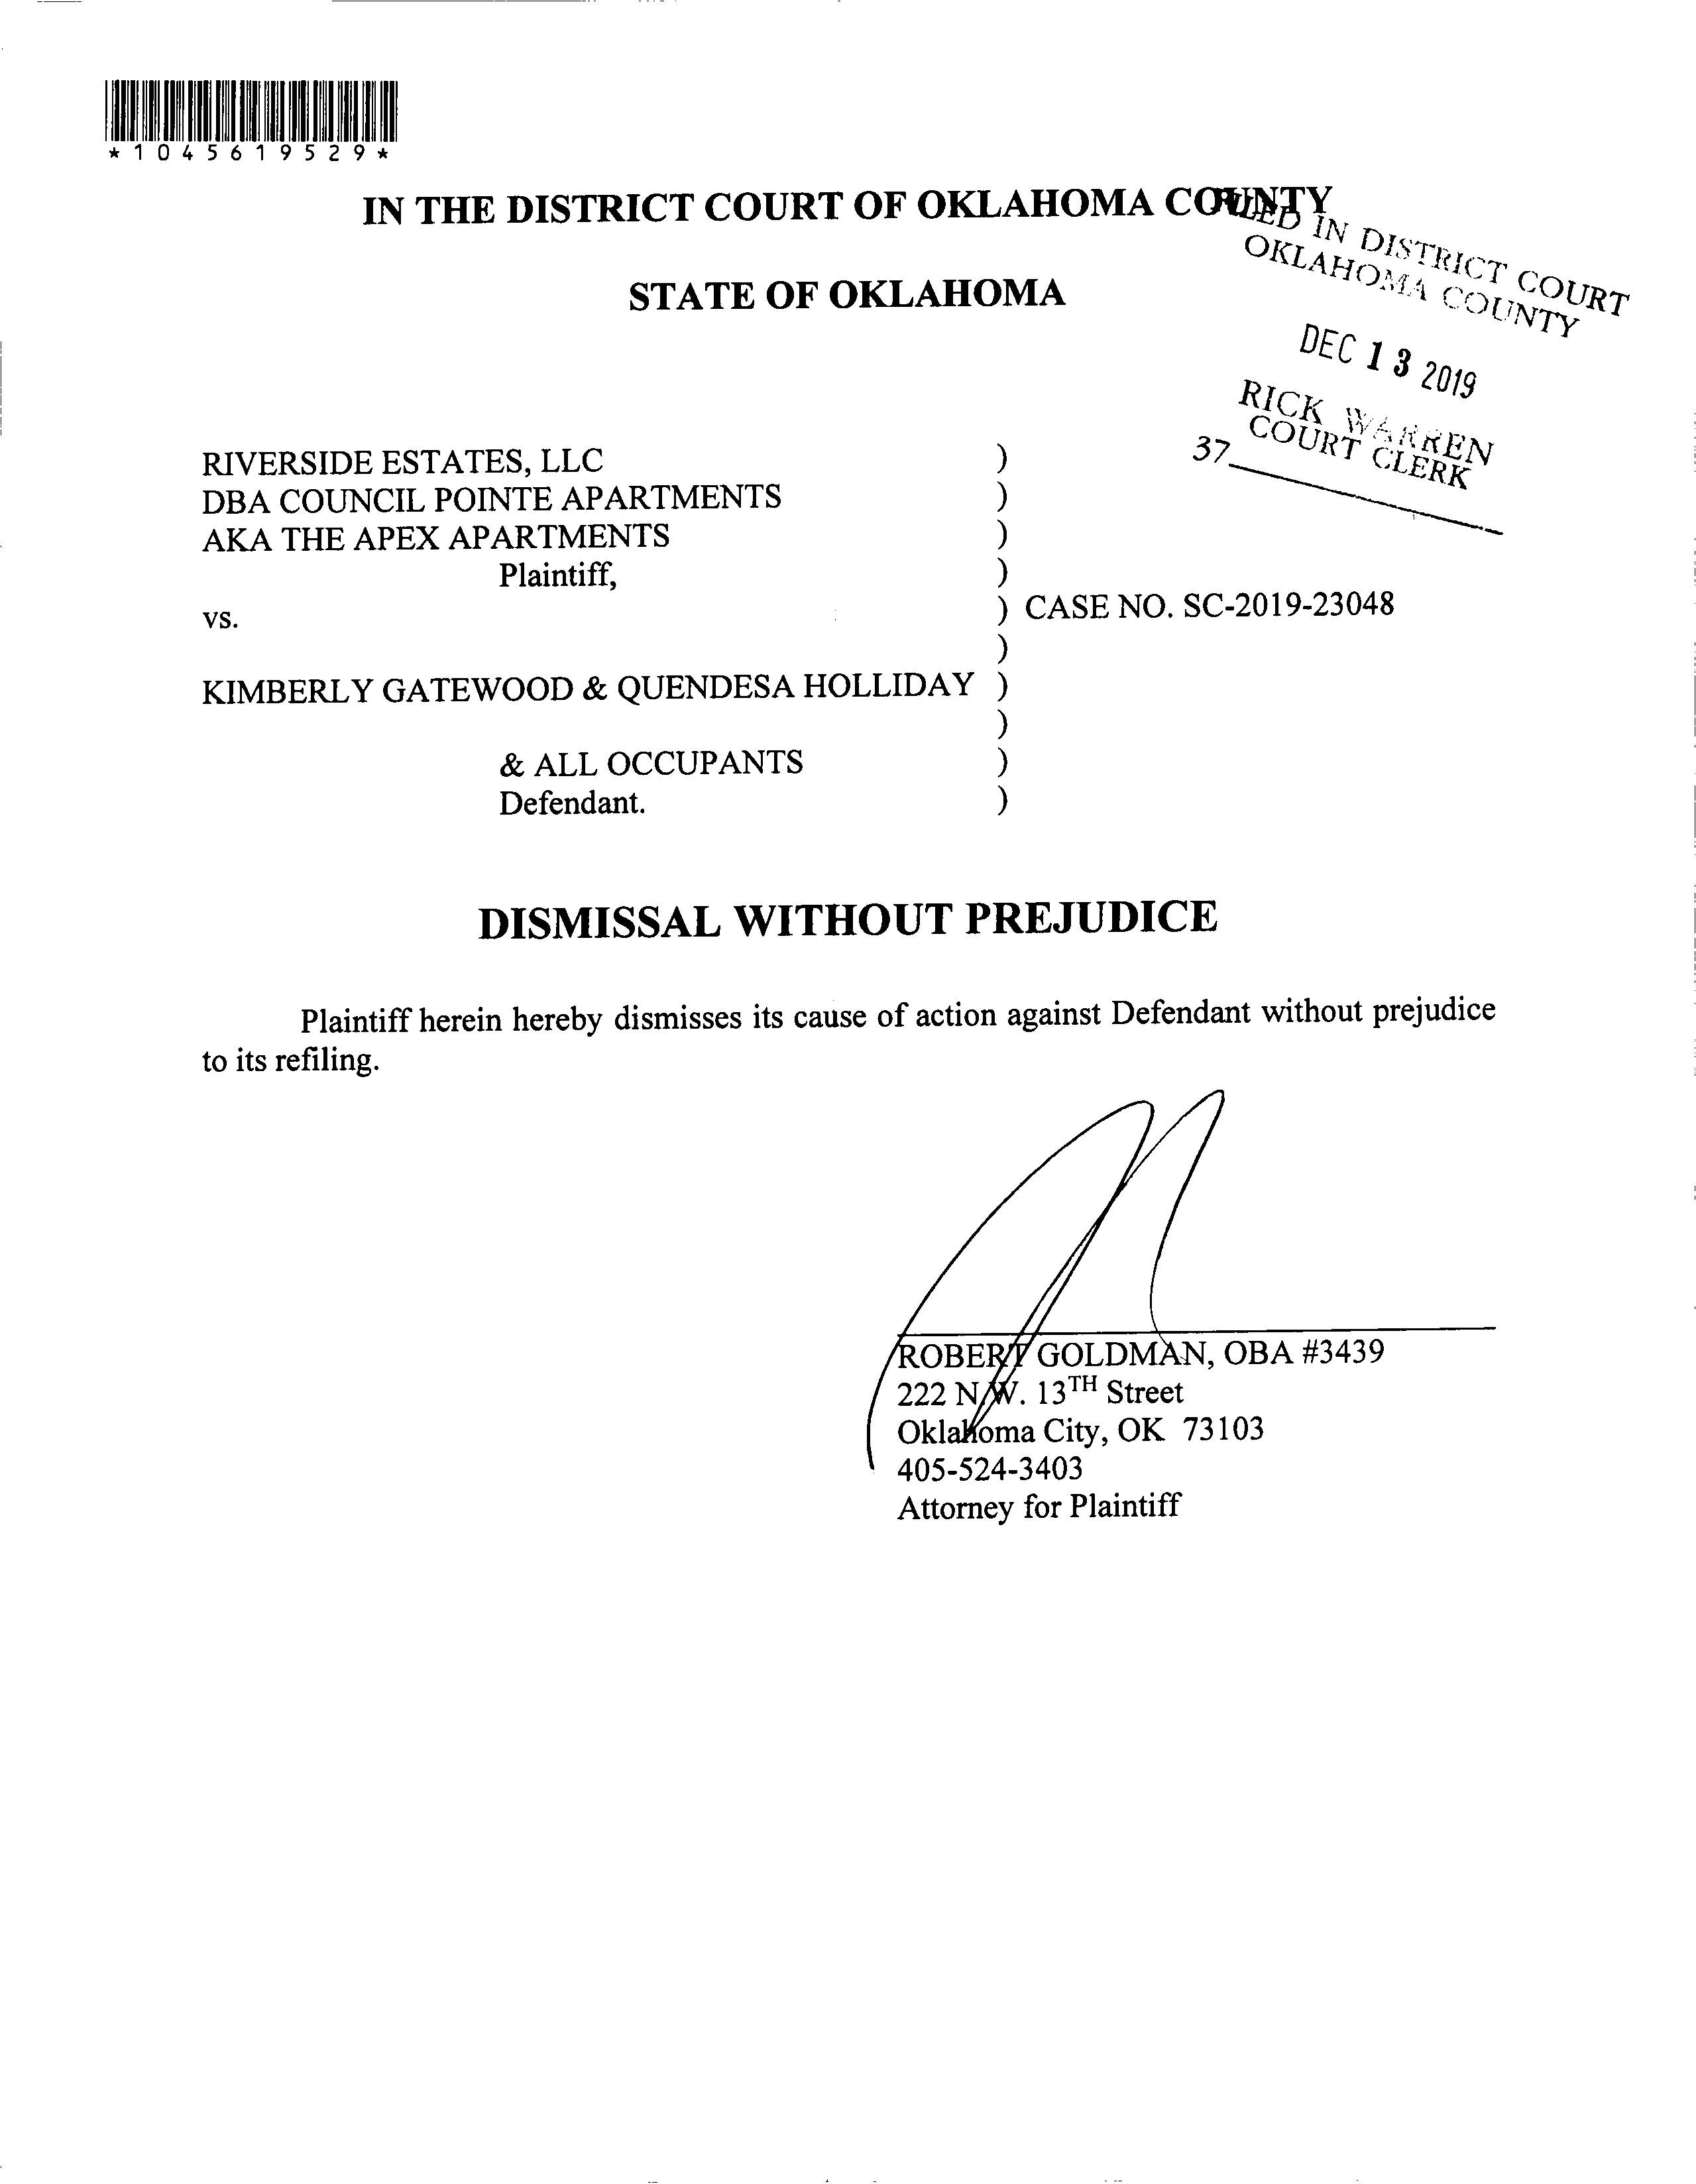 *1045619529*
IN THE DISTRICT COURT OF OKLAHOMA COUNTY
STATE OF OKLAHOMA
FILED IN DISTRICT COURT
OKLAHOMA COUNTY
DEC 13 2019
RICK WARREN
COURT CLERK
37
RIVERSIDE ESTATES, LLC )
DBA COUNCIL POINTE APARTMENTS )
AKA THE APEX APARTMENTS )
Plaintiff, )
vs. ) CASE NO. SC-2019-23048
)
KIMBERLY GATEWOOD & QUENDESA HOLLIDAY )
)
& ALL OCCUPANTS )
Defendant. )
DISMISSAL WITHOUT PREJUDICE
Plaintiff herein hereby dismisses its cause of action against Defendant without prejudice
to its refiling.
ROBERT GOLDMAN, OBA #3439
222 N.W. 13TH Street
Oklahoma City, OK 73103
405-524-3403
Attorney for Plaintiff